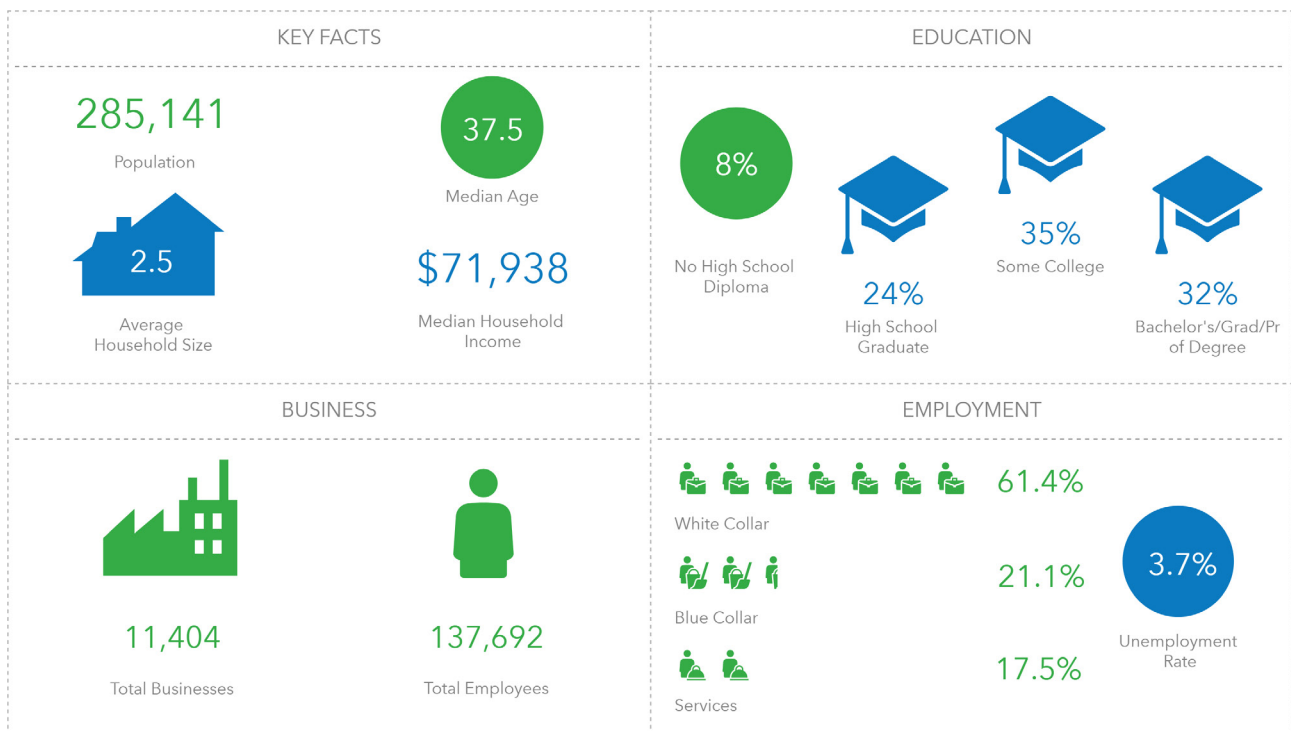 KEY FACTS
285,141
Population
37.5
Median Age
2.5
Average
Household Size
$71,938
Median Household
Income
EDUCATION
8%
No High School
Diploma
24%
High School
Graduate
35%
Some College
32%
Bachelor's/Grad/Pr
of Degree
BUSINESS
11,404
Total Businesses
137,692
Total Employees
EMPLOYMENT
61.4%
White Collar
21.1%
Blue Collar
17.5%
Services
3.7%
Unemployment
Rate